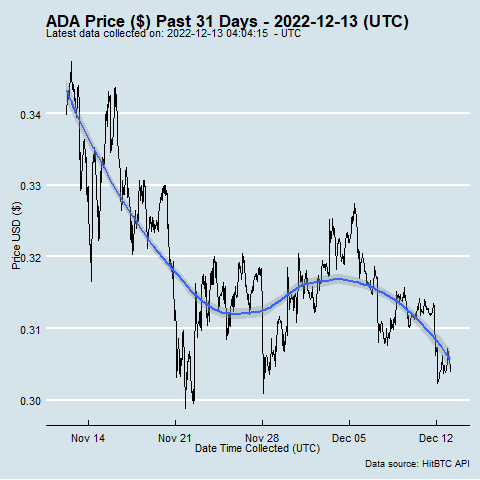 ADA Price ($) Past 31 Days - 2022-12-13 (UTC)
Latest data collected on: 2022-12-13 04:04:15  - UTC
Price USD ($)
0.34
0.33
0.32
0.31
0.30
Nov 14 Nov 21 Nov 28 Dec 05 Dec 12
Date Time Collected (UTC)
Data source: HitBTC API